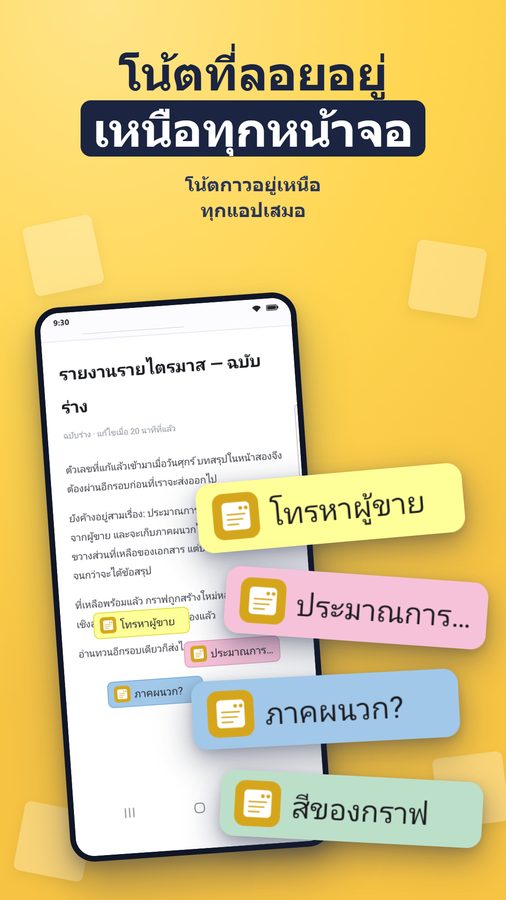 โน้ตที่ลอยอยู่
เหนือทุกหน้าจอ
โน้ตกาวอยู่เหนือ
ทุกแอปเสมอ
9:30
รายงานรายไตรมาส — ฉบับ
ร่าง
ฉบับร่าง · แก้ไขเมื่อ 20 นาทีที่แล้ว
ตัวเลขที่แก้แล้วเข้ามาเมื่อวันศุกร์ บทสรุปในหน้าสองจึง
ต้องผ่านอีกรอบก่อนที่เราจะส่งออกไป
ยังค้างอยู่สามเรื่อง: ประมาณการ
จากผู้ขาย และจะเก็บภาคผนวก
ขวางส่วนที่เหลือของเอกสาร
จนกว่าจะได้ข้อสรุป
ที่เหลือพร้อมแล้ว กราฟถูกสร้างใหม่
อ่านทวนอีกรอบเดียวก็ส่งได้
โทรหาผู้ขาย
ประมาณการ...
ภาคผนวก?
โทรหาผู้ขาย
ประมาณการ...
ภาคผนวก?
สีของกราฟ